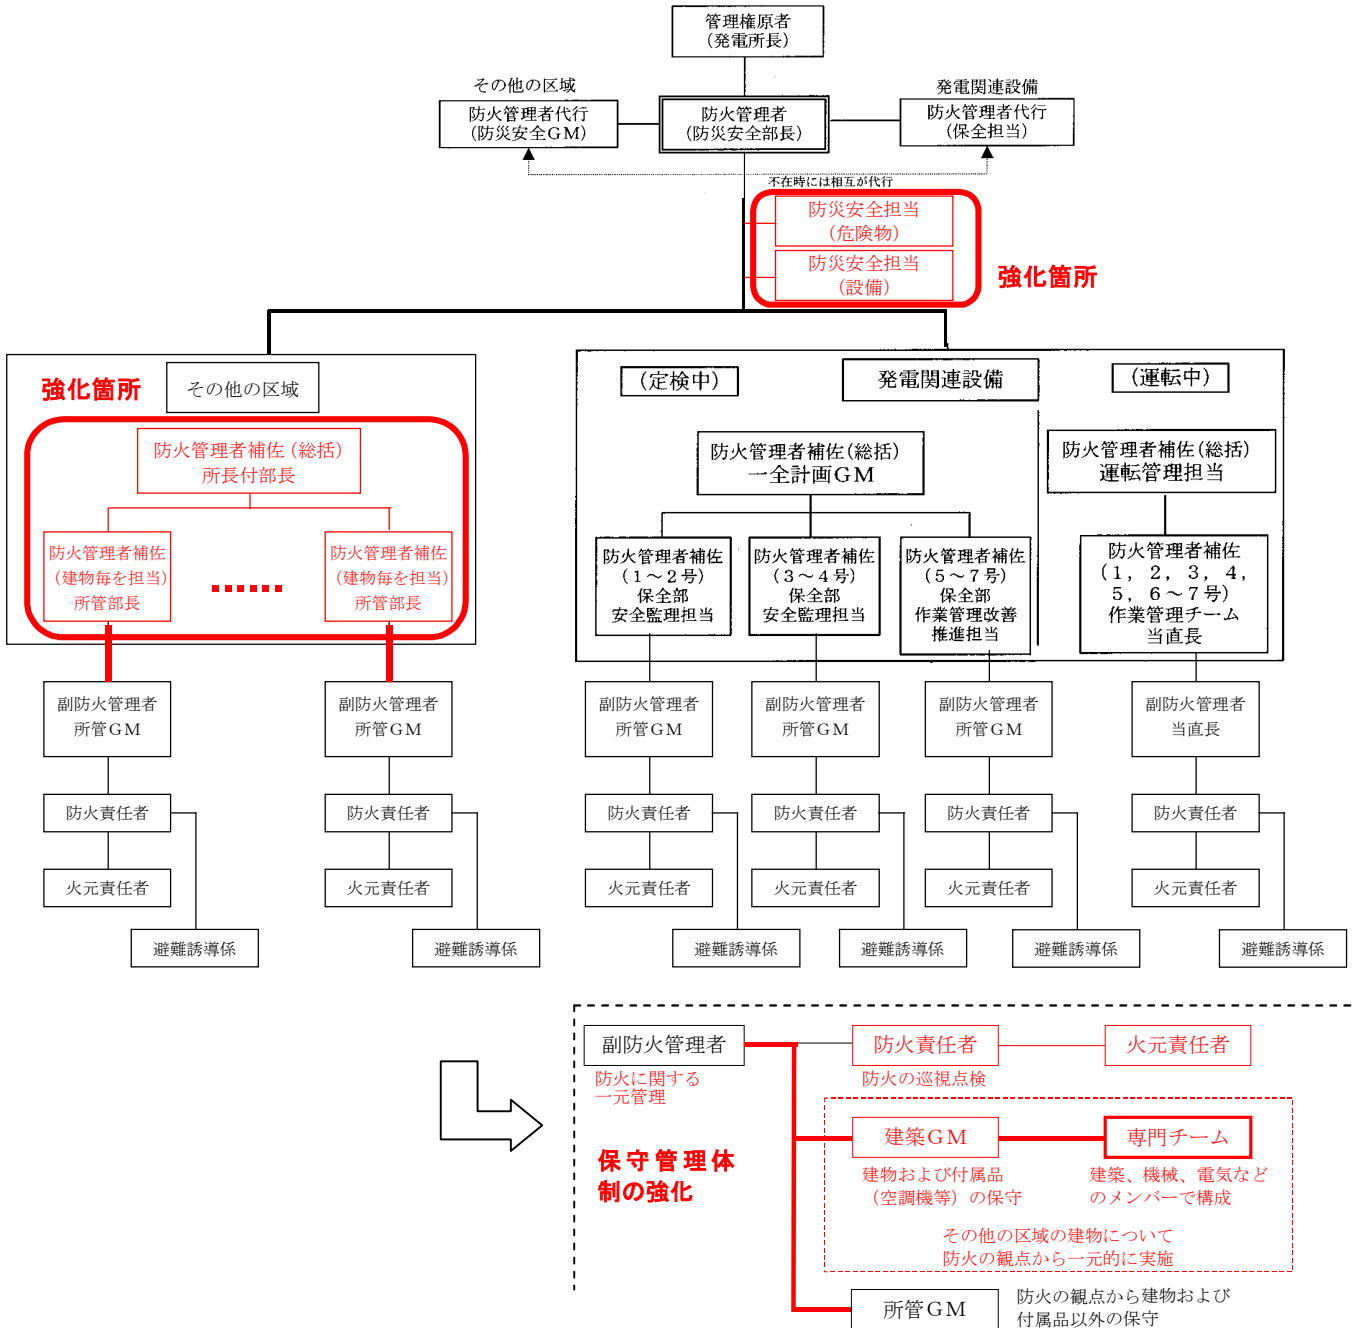 管理権原者
(発電所長)
その他の区域
発電関連設備
防火管理者代行
(防災安全GM)
防火管理者
(防災安全部長)
防火管理者代行
(保全担当)
不在時には相互が代行
防災安全担当
(危険物)
防災安全担当
(設備)
強化箇所
強化箇所
その他の区域
防火管理者補佐(総括)
所長付部長
防火管理者補佐
(建物毎を担当)
所管部長
防火管理者補佐
(建物毎を担当)
所管部長
(定検中)
発電関連設備
(運転中)
防火管理者補佐(総括)
一全計画GM
防火管理者補佐(総括)
運転管理担当
防火管理者補佐
(1～2号)
保全部
安全監理担当
防火管理者補佐
(3～4号)
保全部
安全監理担当
防火管理者補佐
(5～7号)
保全部
作業管理改善
推進担当
防火管理者補佐
(1, 2, 3, 4,
5, 6～7号)
作業管理チーム
当直長
副防火管理者
所管GM
副防火管理者
所管GM
副防火管理者
所管GM
副防火管理者
所管GM
副防火管理者
所管GM
副防火管理者
当直長
防火責任者
防火責任者
防火責任者
防火責任者
防火責任者
防火責任者
火元責任者
火元責任者
火元責任者
火元責任者
火元責任者
火元責任者
避難誘導係
避難誘導係
避難誘導係
避難誘導係
避難誘導係
避難誘導係
副防火管理者
防火責任者
火元責任者
防火に関する
一元管理
防火の巡視点検
保守管理体
制の強化
建築GM
専門チーム
建物および付属品
(空調機等)の保守
建築、機械、電気など
のメンバーで構成
その他の区域の建物について
防火の観点から一元的に実施
所管GM
防火の観点から建物および
付属品以外の保守